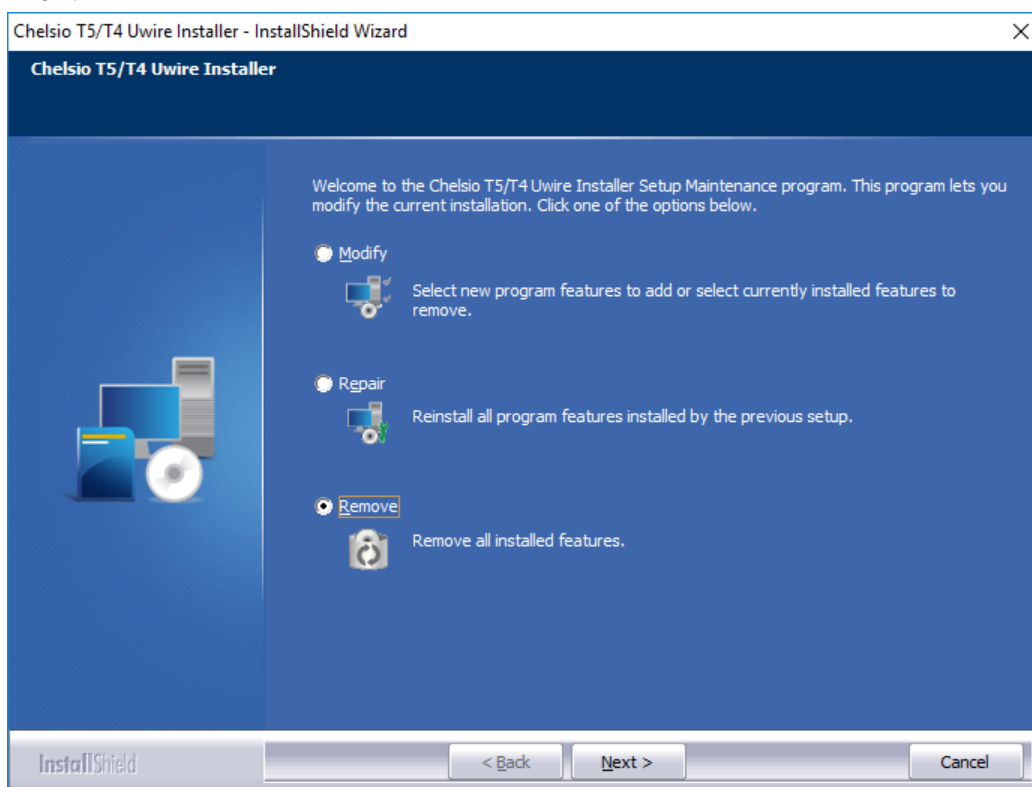 Chelsio T5/T4 Uwire Installer - InstallShield Wizard
Chelsio T5/T4 Uwire Installer
Welcome to the Chelsio T5/T4 Uwire Installer Setup Maintenance program. This program lets you
modify the current installation. Click one of the options below.
Modify
Select new program features to add or select currently installed features to
remove.
Repair
Reinstall all program features installed by the previous setup.
Remove
Remove all installed features.
InstallShield
< Back
Next >
Cancel